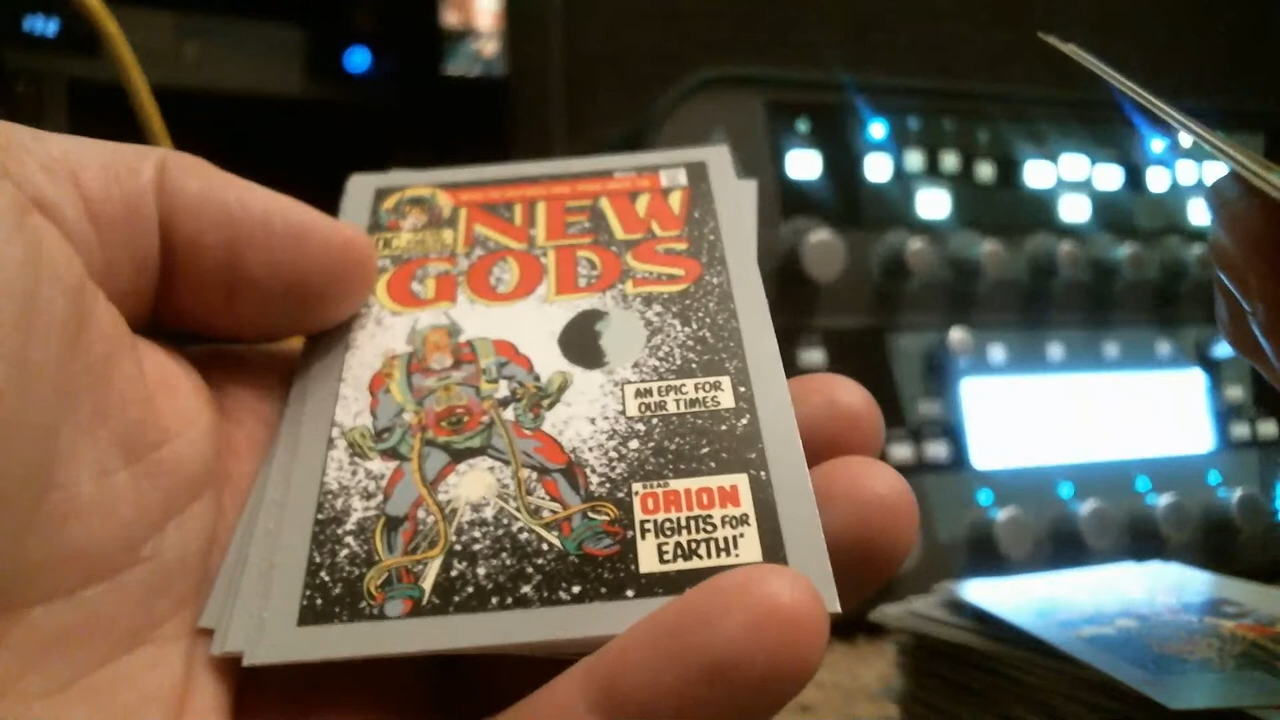 NEW
GODS
AN EPIC FOR
OUR TIMES
READ
"ORION
FIGHTS FOR
EARTH!"